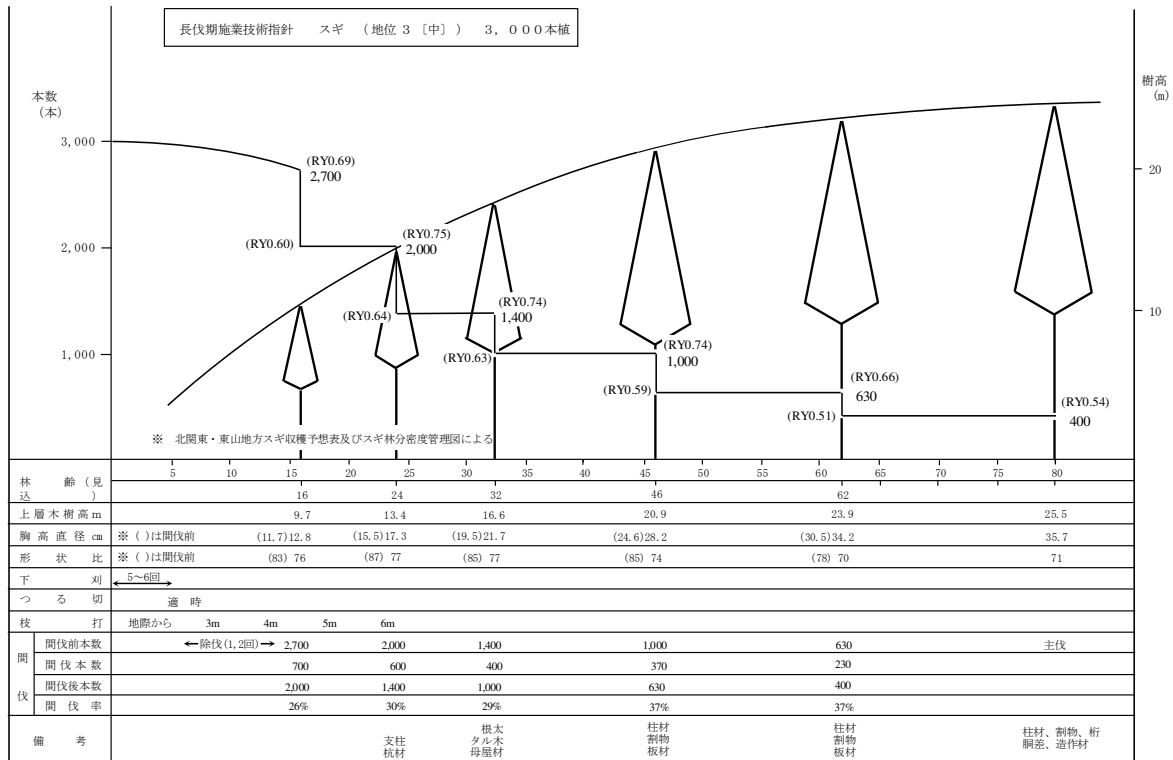 長伐期施業技術指針　　スギ　（地位 3 〔中〕）　3, 000本植
本数
（本）
樹高
(m)
3,000
2,000
1,000
20
10
(RY0.69)
2,700
(RY0.60)
(RY0.75)
2,000
(RY0.64)
(RY0.74)
1,400
(RY0.63)
(RY0.74)
1,000
(RY0.59)
(RY0.66)
630
(RY0.51)
(RY0.54)
400
※　北関東・東山地方スギ収穫予想表及びスギ林分密度管理図による
5 10 15 20 25 30 35 40 45 50 55 60 65 70 75 80
林　　齢（見
込　　　　）
16 24 32 46 62
上層木樹高ｍ 9.7 13.4 16.6 20.9 23.9 25.5
胸高直径 ㎝ ※ ( )は間伐前 (11.7)12.8 (15.5)17.3 (19.5)21.7 (24.6)28.2 (30.5)34.2 35.7
形　状　比 ※ ( )は間伐前 (83) 76 (87) 77 (85) 77 (85) 74 (78) 70 71
下　　　刈 5～6回
つ　る　切 適　時
枝　　　打 地際から 3m 4m 5m 6m
間伐
間伐前本数 除伐(1,2回) 2,700 2,000 1,400 1,000 630 主伐
間伐本数 700 600 400 370 230
間伐後本数 2,000 1,400 1,000 630 400
間伐率 26% 30% 29% 37% 37%
備　　考
支柱
杭材
根太
タル木
母屋材
柱材
割物
板材
柱材
割物
板材
柱材、割物、桁
胴差、造作材